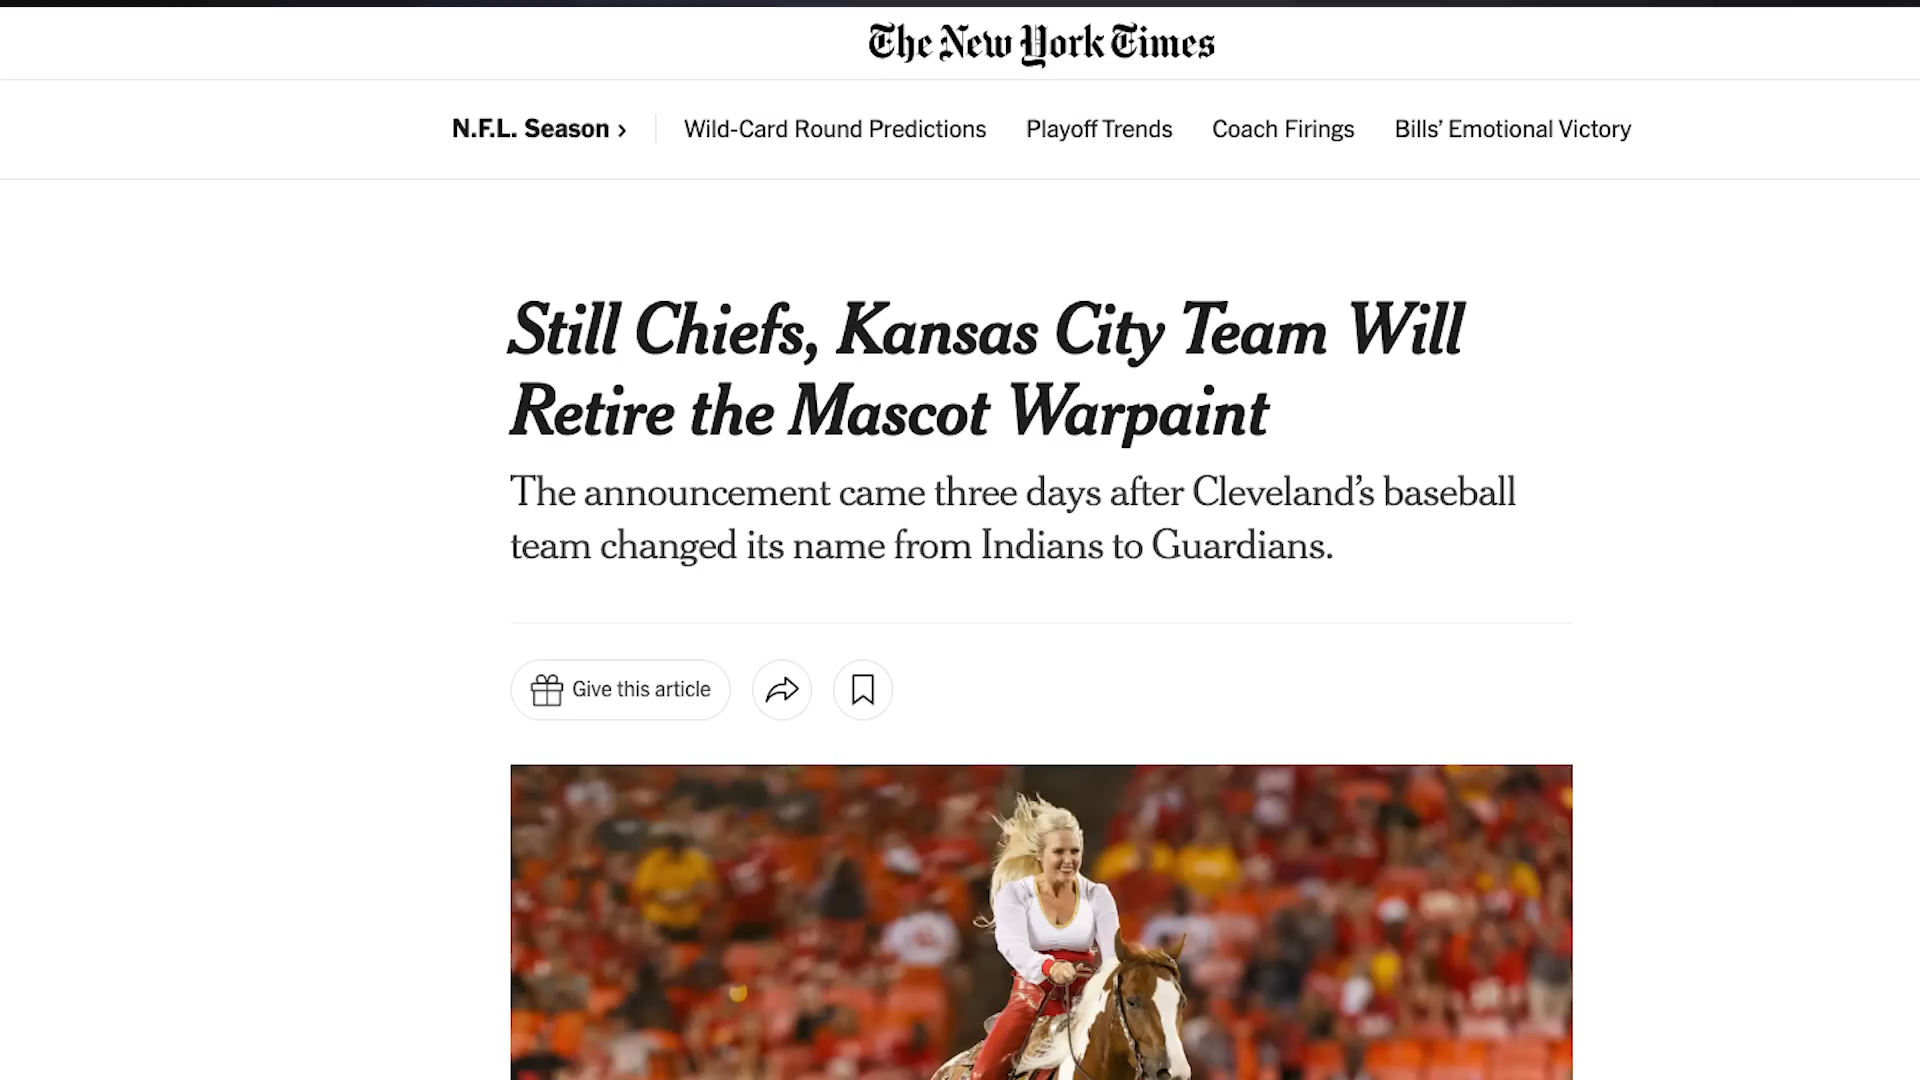 The New York Times
N.F.L. Season › Wild-Card Round Predictions Playoff Trends Coach Firings Bills’ Emotional Victory
Still Chiefs, Kansas City Team Will
Retire the Mascot Warpaint
The announcement came three days after Cleveland’s baseball
team changed its name from Indians to Guardians.
Give this article